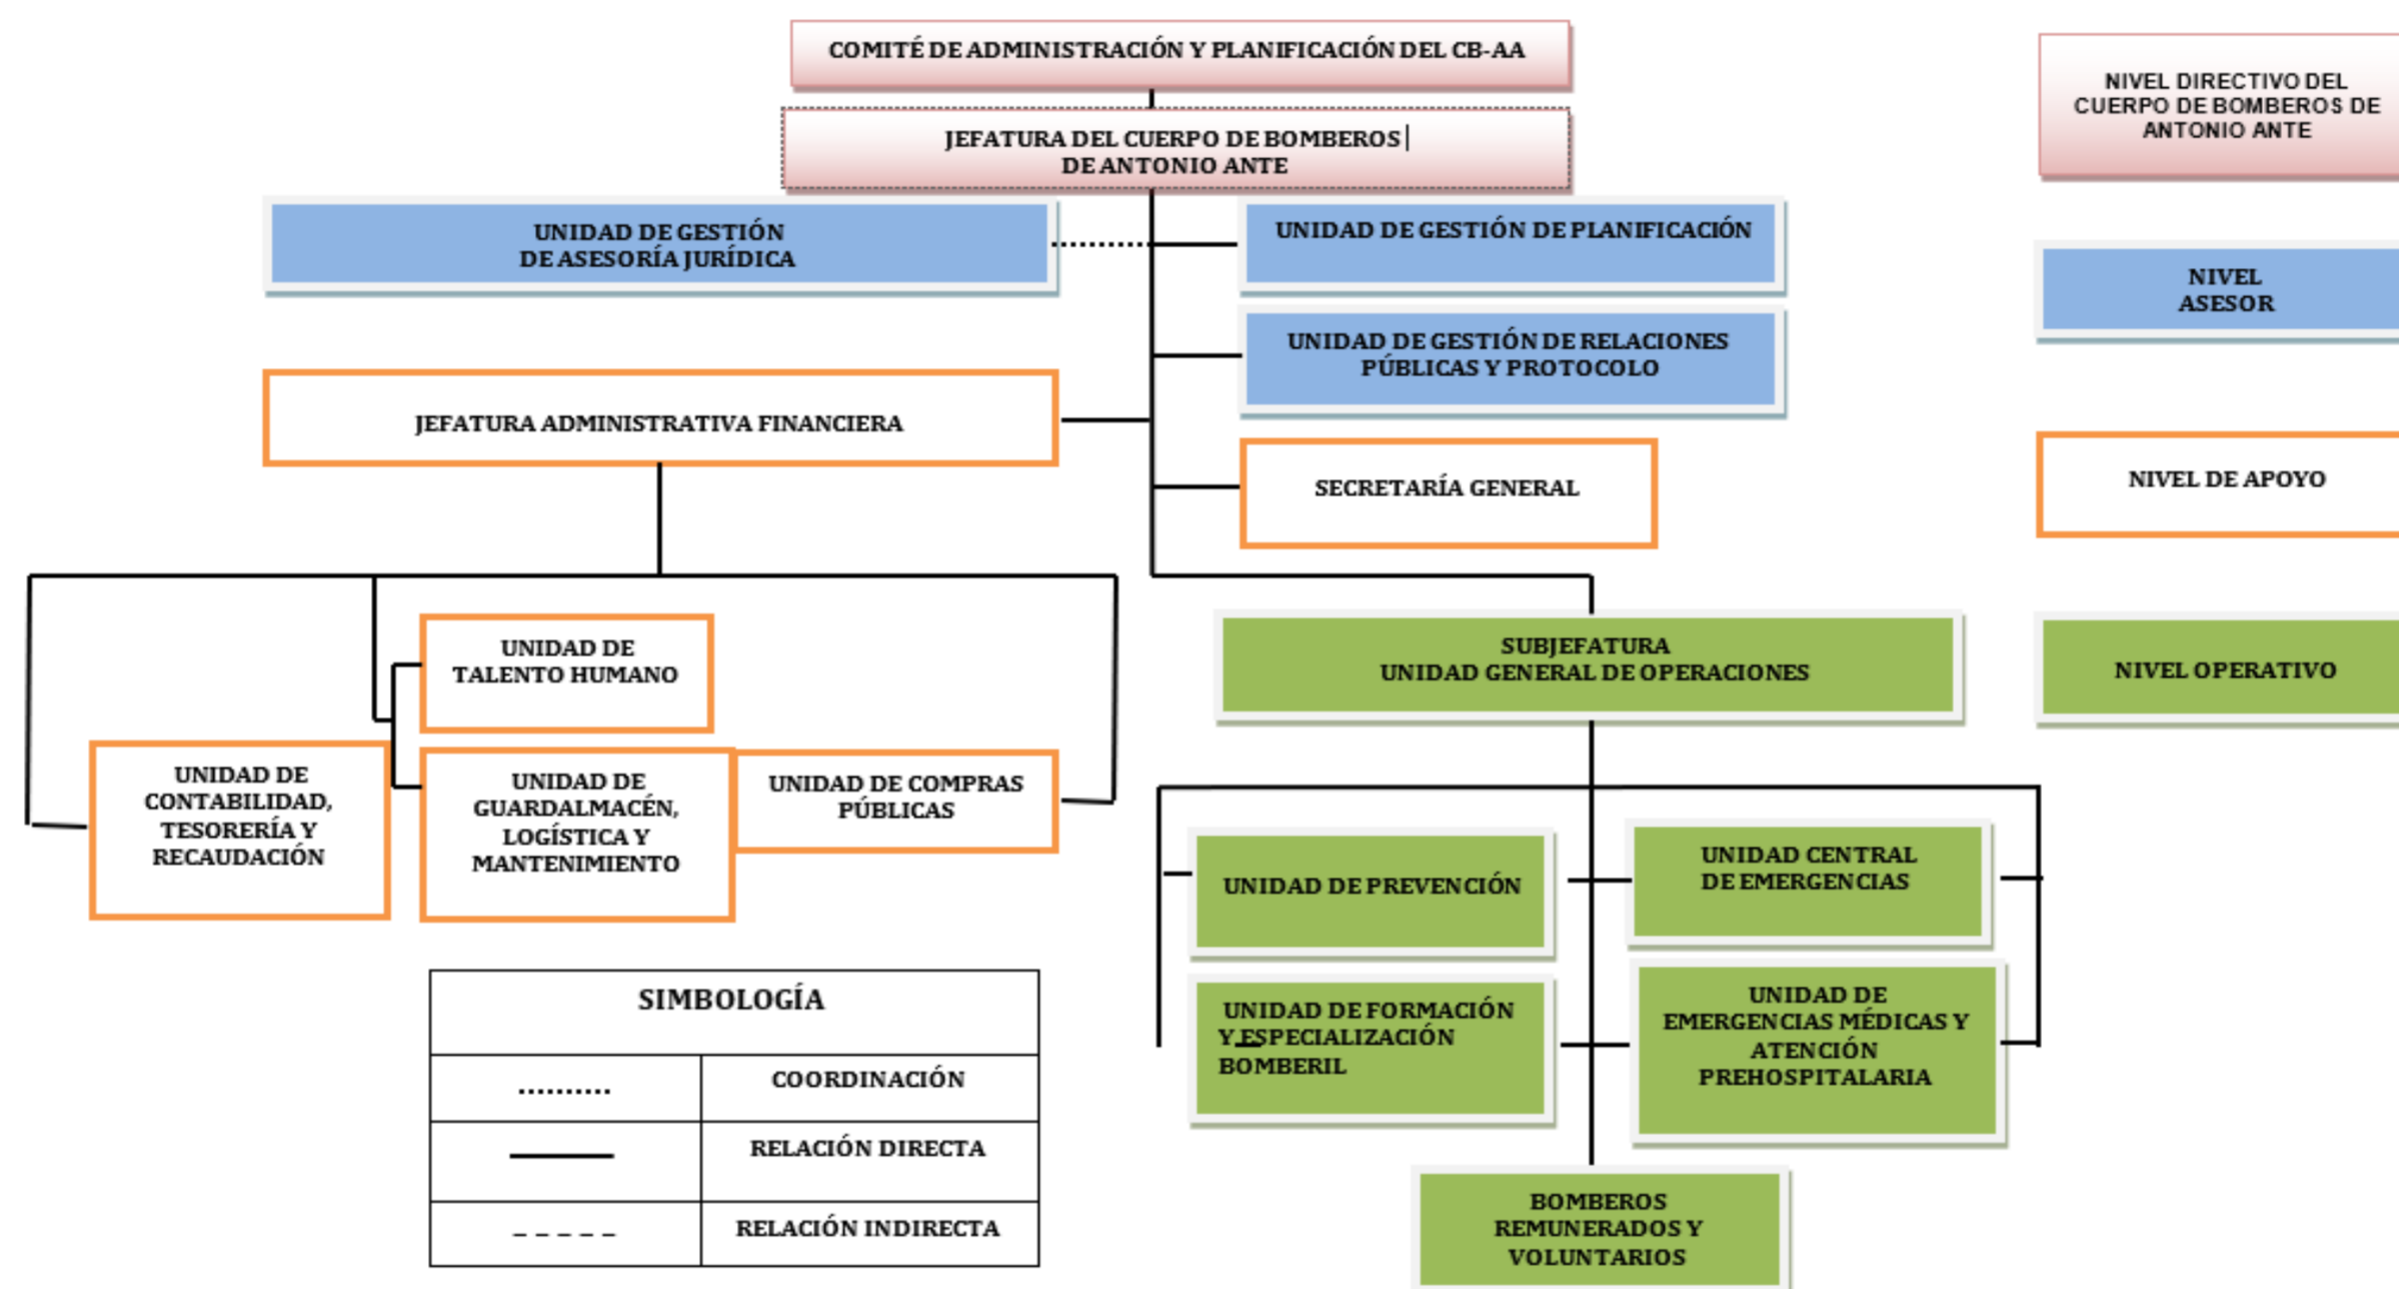 COMITÉ DE ADMINISTRACIÓN Y PLANIFICACIÓN DEL CB-AA
JEFATURA DEL CUERPO DE BOMBEROS
DE ANTONIO ANTE
NIVEL DIRECTIVO DEL
CUERPO DE BOMBEROS DE
ANTONIO ANTE
UNIDAD DE GESTIÓN
DE ASESORÍA JURÍDICA
UNIDAD DE GESTIÓN DE PLANIFICACIÓN
NIVEL
ASESOR
UNIDAD DE GESTIÓN DE RELACIONES
PÚBLICAS Y PROTOCOLO
JEFATURA ADMINISTRATIVA FINANCIERA
SECRETARÍA GENERAL
NIVEL DE APOYO
UNIDAD DE
TALENTO HUMANO
SUBJEFATURA
UNIDAD GENERAL DE OPERACIONES
NIVEL OPERATIVO
UNIDAD DE
CONTABILIDAD,
TESORERÍA Y
RECAUDACIÓN
UNIDAD DE
GUARDALMACÉN,
LOGÍSTICA Y
MANTENIMIENTO
UNIDAD DE COMPRAS
PÚBLICAS
UNIDAD DE PREVENCIÓN
UNIDAD CENTRAL
DE EMERGENCIAS
UNIDAD DE FORMACIÓN
Y ESPECIALIZACIÓN
BOMBERIL
UNIDAD DE
EMERGENCIAS MÉDICAS Y
ATENCIÓN
PREHOSPITALARIA
SIMBOLOGÍA
COORDINACIÓN
RELACIÓN DIRECTA
RELACIÓN INDIRECTA
BOMBEROS
REMUNERADOS Y
VOLUNTARIOS